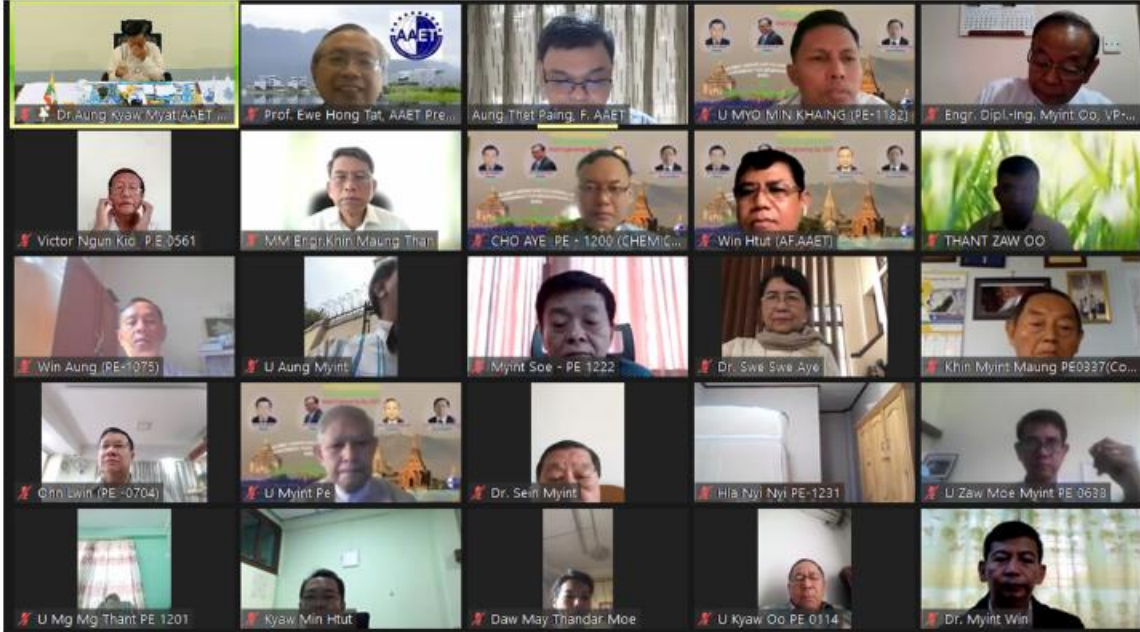 AAET
Dr.Aung Kyaw Myat(AAET ...
Prof. Ewe Hong Tat, AAET Pre...
Aung Thet Paing, F. AAET
U MYO MIN KHAING (PE-1182)
Engr. Dipl.-Ing. Myint Oo, VP-...
Victor Ngun Kio P.E 0561
MM Engr.Khin Maung Than
CHO AYE PE - 1200 (CHEMIC...
Win Htut (AF.AAET)
THANT ZAW OO
Win Aung (PE-1075)
U Aung Myint
Myint Soe - PE 1222
Dr. Swe Swe Aye
Khin Myint Maung PE0337(Co...
Ohn Lwin (PE -0704)
U Myint Pe
Dr. Sein Myint
Hla Nyi Nyi PE-1231
U Zaw Moe Myint PE 0638
U Mg Mg Thant PE 1201
Kyaw Min Htut
Daw May Thandar Moe
U Kyaw Oo PE 0114
Dr. Myint Win